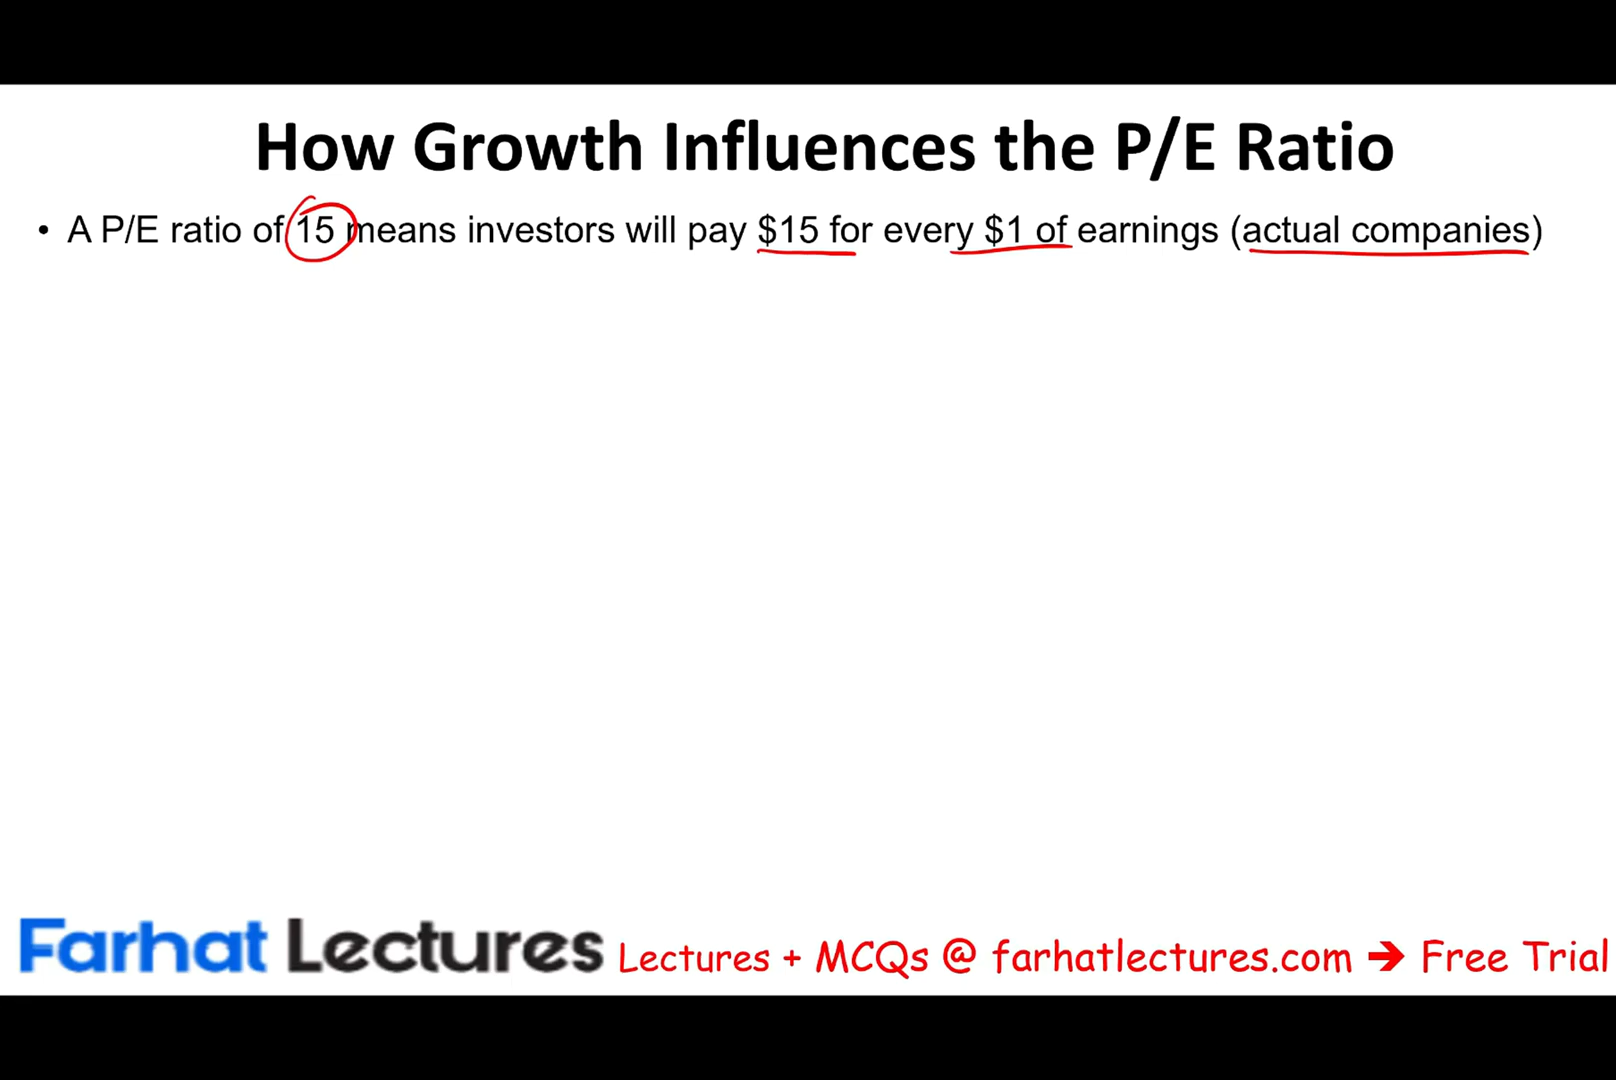 How Growth Influences the P/E Ratio
• A P/E ratio of 15 means investors will pay $15 for every $1 of earnings (actual companies)
Farhat Lectures Lectures + MCQs @ farhatlectures.com → Free Trial